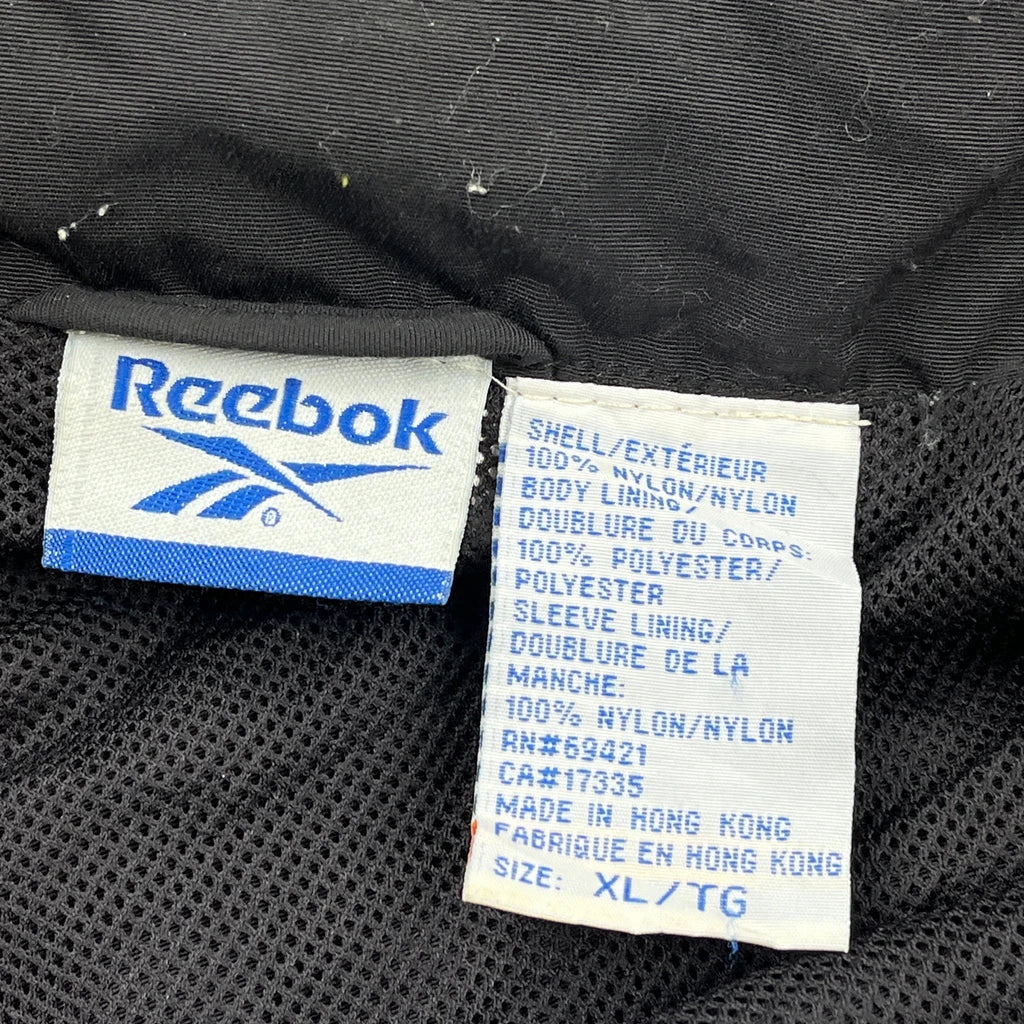 Reebok
®
SHELL/EXTÉRIEUR
100% NYLON/NYLON
BODY LINING/
DOUBLURE DU CORPS:
100% POLYESTER/
POLYESTER
SLEEVE LINING/
DOUBLURE DE LA
MANCHE:
100% NYLON/NYLON
RN#69421
CA#17335
MADE IN HONG KONG
FABRIQUE EN HONG KONG
SIZE: XL/TG